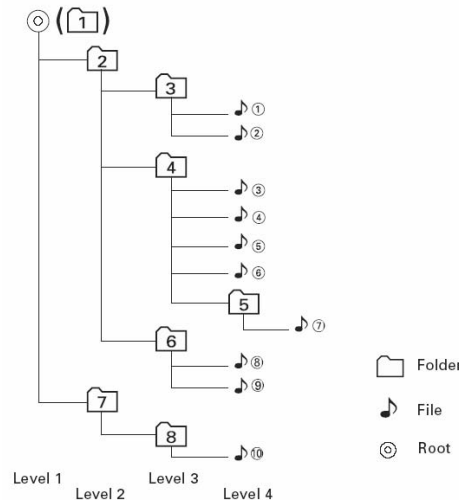 (1)
2
3
①
②
4
③
④
⑤
⑥
5
⑦
6
⑧
⑨
7
8
⑩
Folder
File
Root
Level 1
Level 2
Level 3
Level 4